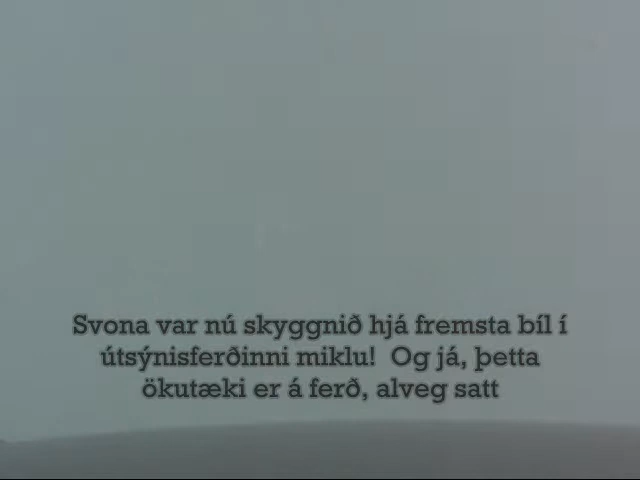 Svona var nú skyggnið hjá fremsta bíl í
útsýnisferðinni miklu!  Og já, þetta
ökutæki er á ferð, alveg satt